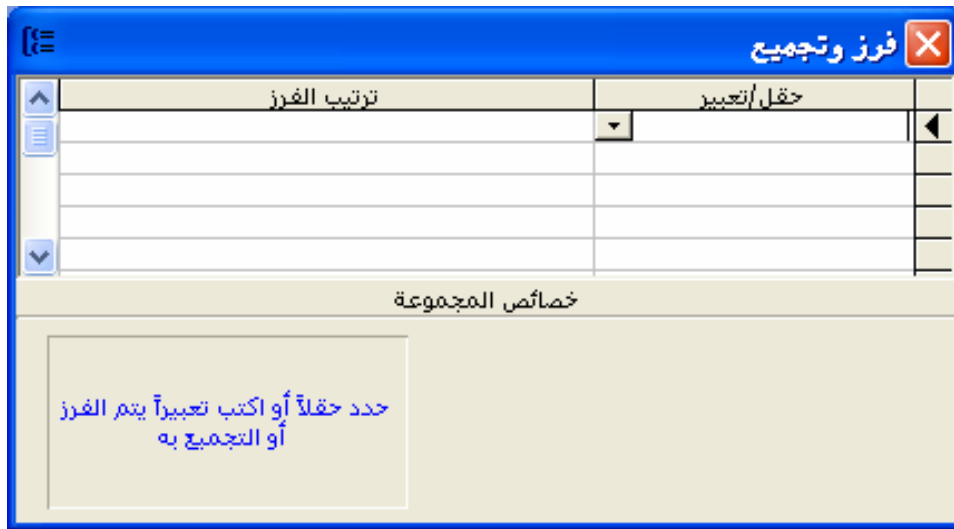 فرز وتجميع
حقل/تعبير
ترتيب الفرز
خصائص المجموعة
حدد حقلاً أو اكتب تعبيراً يتم الفرز
أو التجميع به